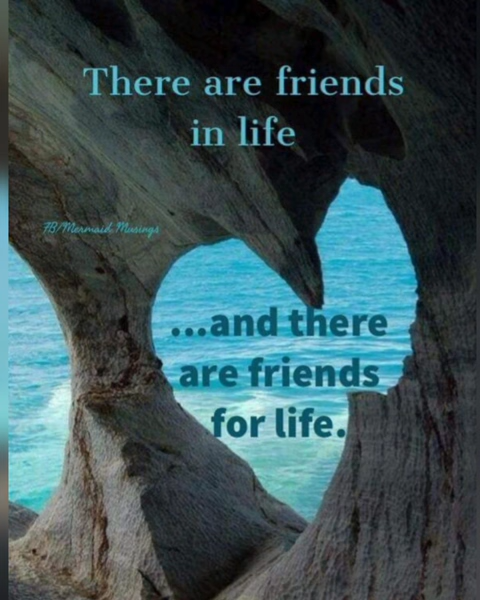 There are friends
in life
FB/Mermaid Musings
...and there
are friends
for life.